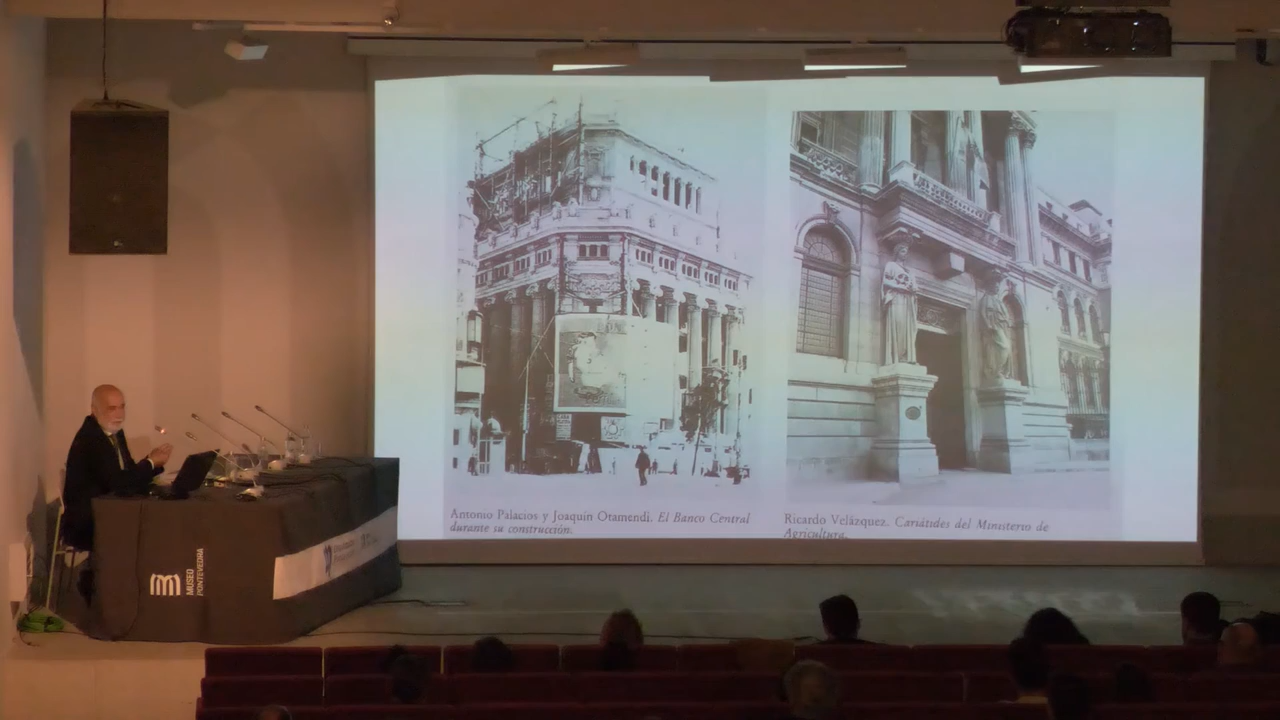 Antonio Palacios y Joaquín Otamendi. El Banco Central
durante su construcción.
Ricardo Velázquez. Cariátides del Ministerio de
Agricultura.
MUSEO
PONTEVEDRA